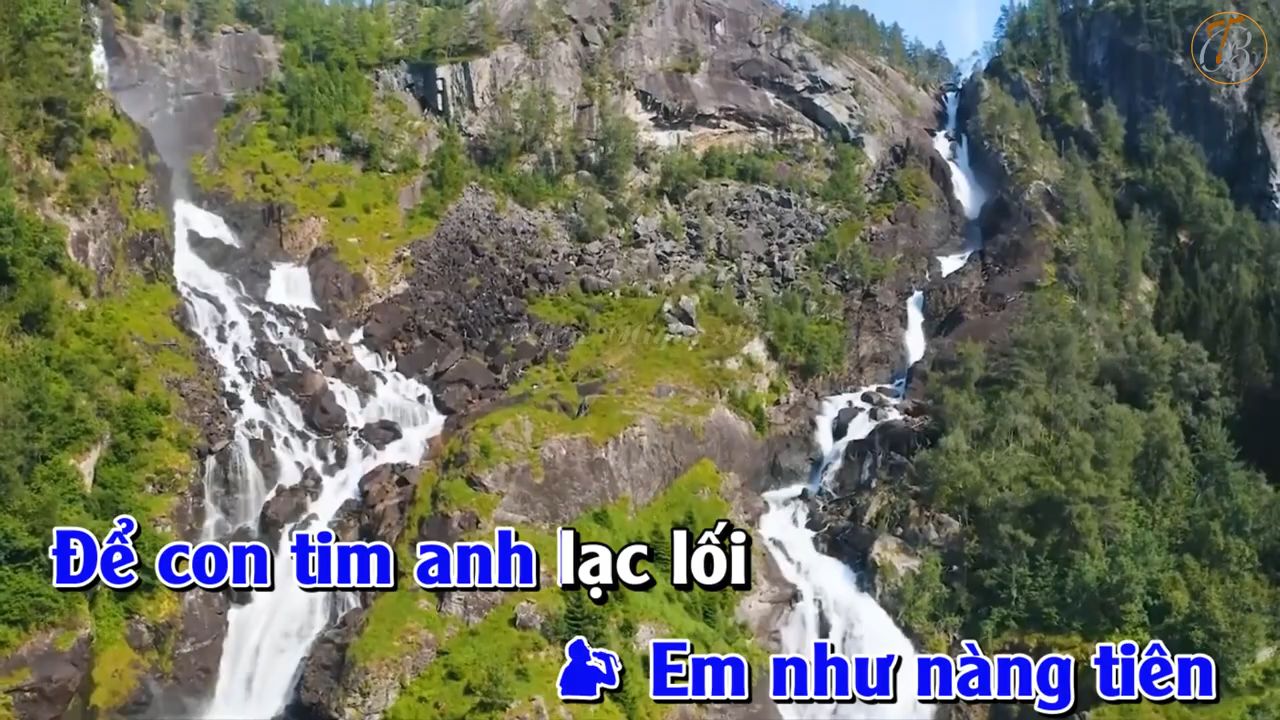 Để con tim anh lạc lối
Em như nàng tiên